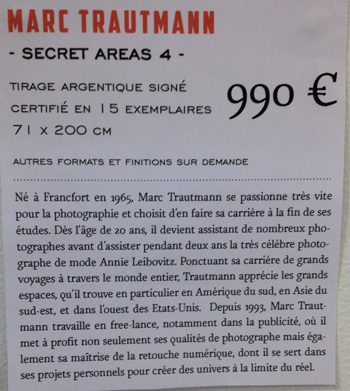 MARC TRAUTMANN
- SECRET AREAS 4 -
TIRAGE ARGENTIQUE SIGNÉ
CERTIFIÉ EN 15 EXEMPLAIRES
71 X 200 CM
990 €
AUTRES FORMATS ET FINITIONS SUR DEMANDE
Né à Francfort en 1965, Marc Trautmann se passionne très vite
pour la photographie et choisit d'en faire sa carrière à la fin de ses
études. Dès l'âge de 20 ans, il devient assistant de nombreux pho-
tographes avant d'assister pendant deux ans la très célèbre photo-
graphe de mode Annie Leibovitz. Ponctuant sa carrière de grands
voyages à travers le monde entier, Trautmann apprécie les grands
espaces, qu'il trouve en particulier en Amérique du sud, en Asie du
sud-est, et dans l'ouest des Etats-Unis. Depuis 1993, Marc Traut-
mann travaille en free-lance, notamment dans la publicité, où il
met à profit non seulement ses qualités de photographe mais éga-
lement sa maîtrise de la retouche numérique, dont il se sert dans
ses projets personnels pour créer des univers à la limite du réel.